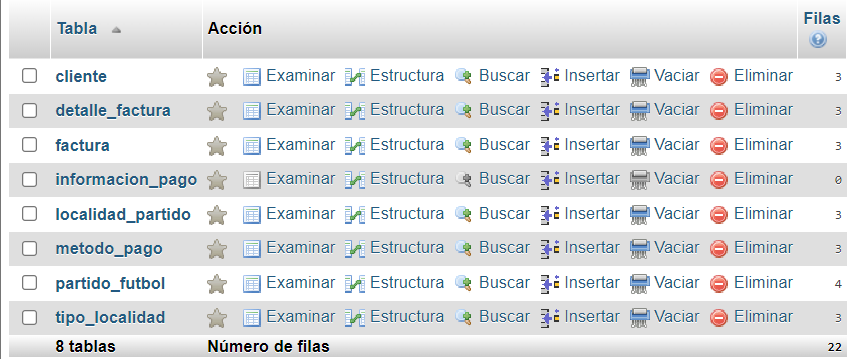 Tabla Acción Filas
cliente Examinar Estructura Buscar Insertar Vaciar Eliminar 3
detalle_factura Examinar Estructura Buscar Insertar Vaciar Eliminar 3
factura Examinar Estructura Buscar Insertar Vaciar Eliminar 3
informacion_pago Examinar Estructura Buscar Insertar Vaciar Eliminar 0
localidad_partido Examinar Estructura Buscar Insertar Vaciar Eliminar 3
metodo_pago Examinar Estructura Buscar Insertar Vaciar Eliminar 3
partido_futbol Examinar Estructura Buscar Insertar Vaciar Eliminar 4
tipo_localidad Examinar Estructura Buscar Insertar Vaciar Eliminar 3
8 tablas Número de filas 22